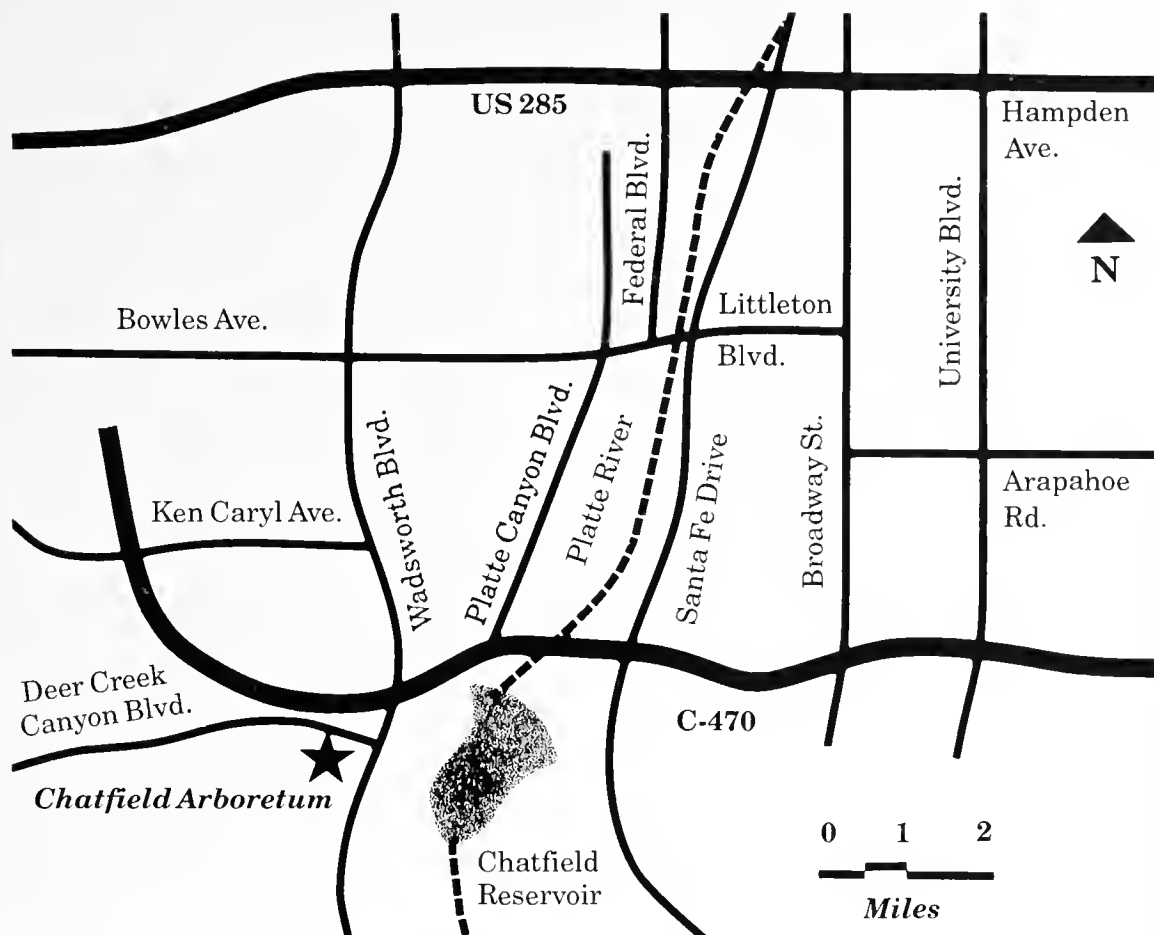 US 285
Hampden
Ave.
Federal Blvd.
University Blvd.
N
Bowles Ave.
Littleton
Blvd.
Wadsworth Blvd.
Platte Canyon Blvd.
Platte River
Santa Fe Drive
Broadway St.
Arapahoe
Rd.
Ken Caryl Ave.
Deer Creek
Canyon Blvd.
C-470
Chatfield Arboretum
Chatfield
Reservoir
0 1 2
Miles